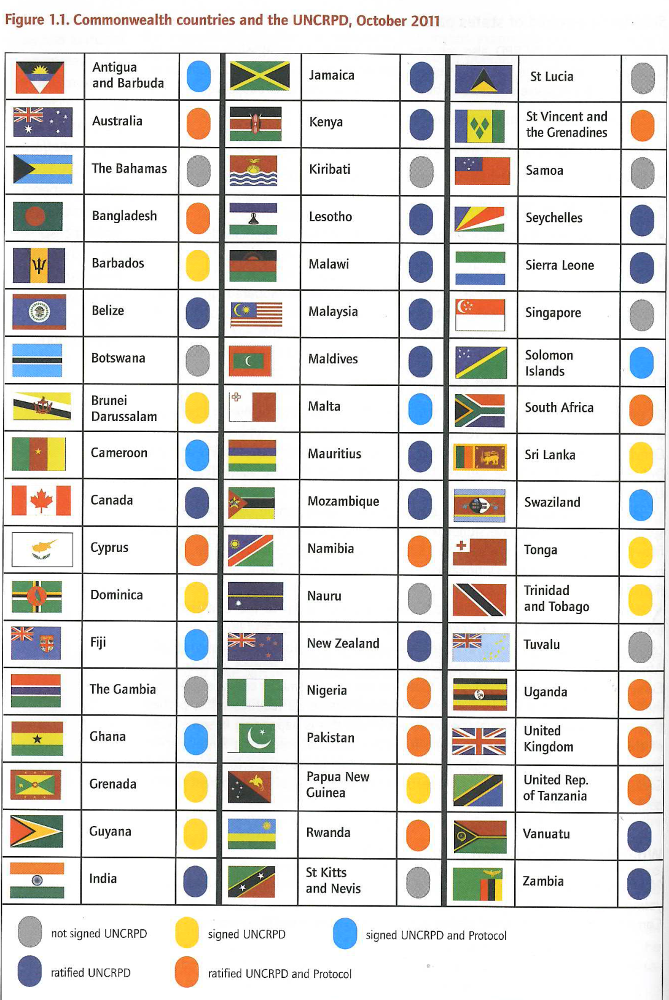 Figure 1.1. Commonwealth countries and the UNCRPD, October 2011
Antigua
and Barbuda
Australia
The Bahamas
Bangladesh
Barbados
Belize
Botswana
Brunei
Darussalam
Cameroon
Canada
Cyprus
Dominica
Fiji
The Gambia
Ghana
Grenada
Guyana
India
Jamaica
Kenya
Kiribati
Lesotho
Malawi
Malaysia
Maldives
Malta
Mauritius
Mozambique
Namibia
Nauru
New Zealand
Nigeria
Pakistan
Papua New
Guinea
Rwanda
St Kitts
and Nevis
St Lucia
St Vincent and
the Grenadines
Samoa
Seychelles
Sierra Leone
Singapore
Solomon
Islands
South Africa
Sri Lanka
Swaziland
Tonga
Trinidad
and Tobago
Tuvalu
Uganda
United
Kingdom
United Rep.
of Tanzania
Vanuatu
Zambia
not signed UNCRPD
signed UNCRPD
signed UNCRPD and Protocol
ratified UNCRPD
ratified UNCRPD and Protocol